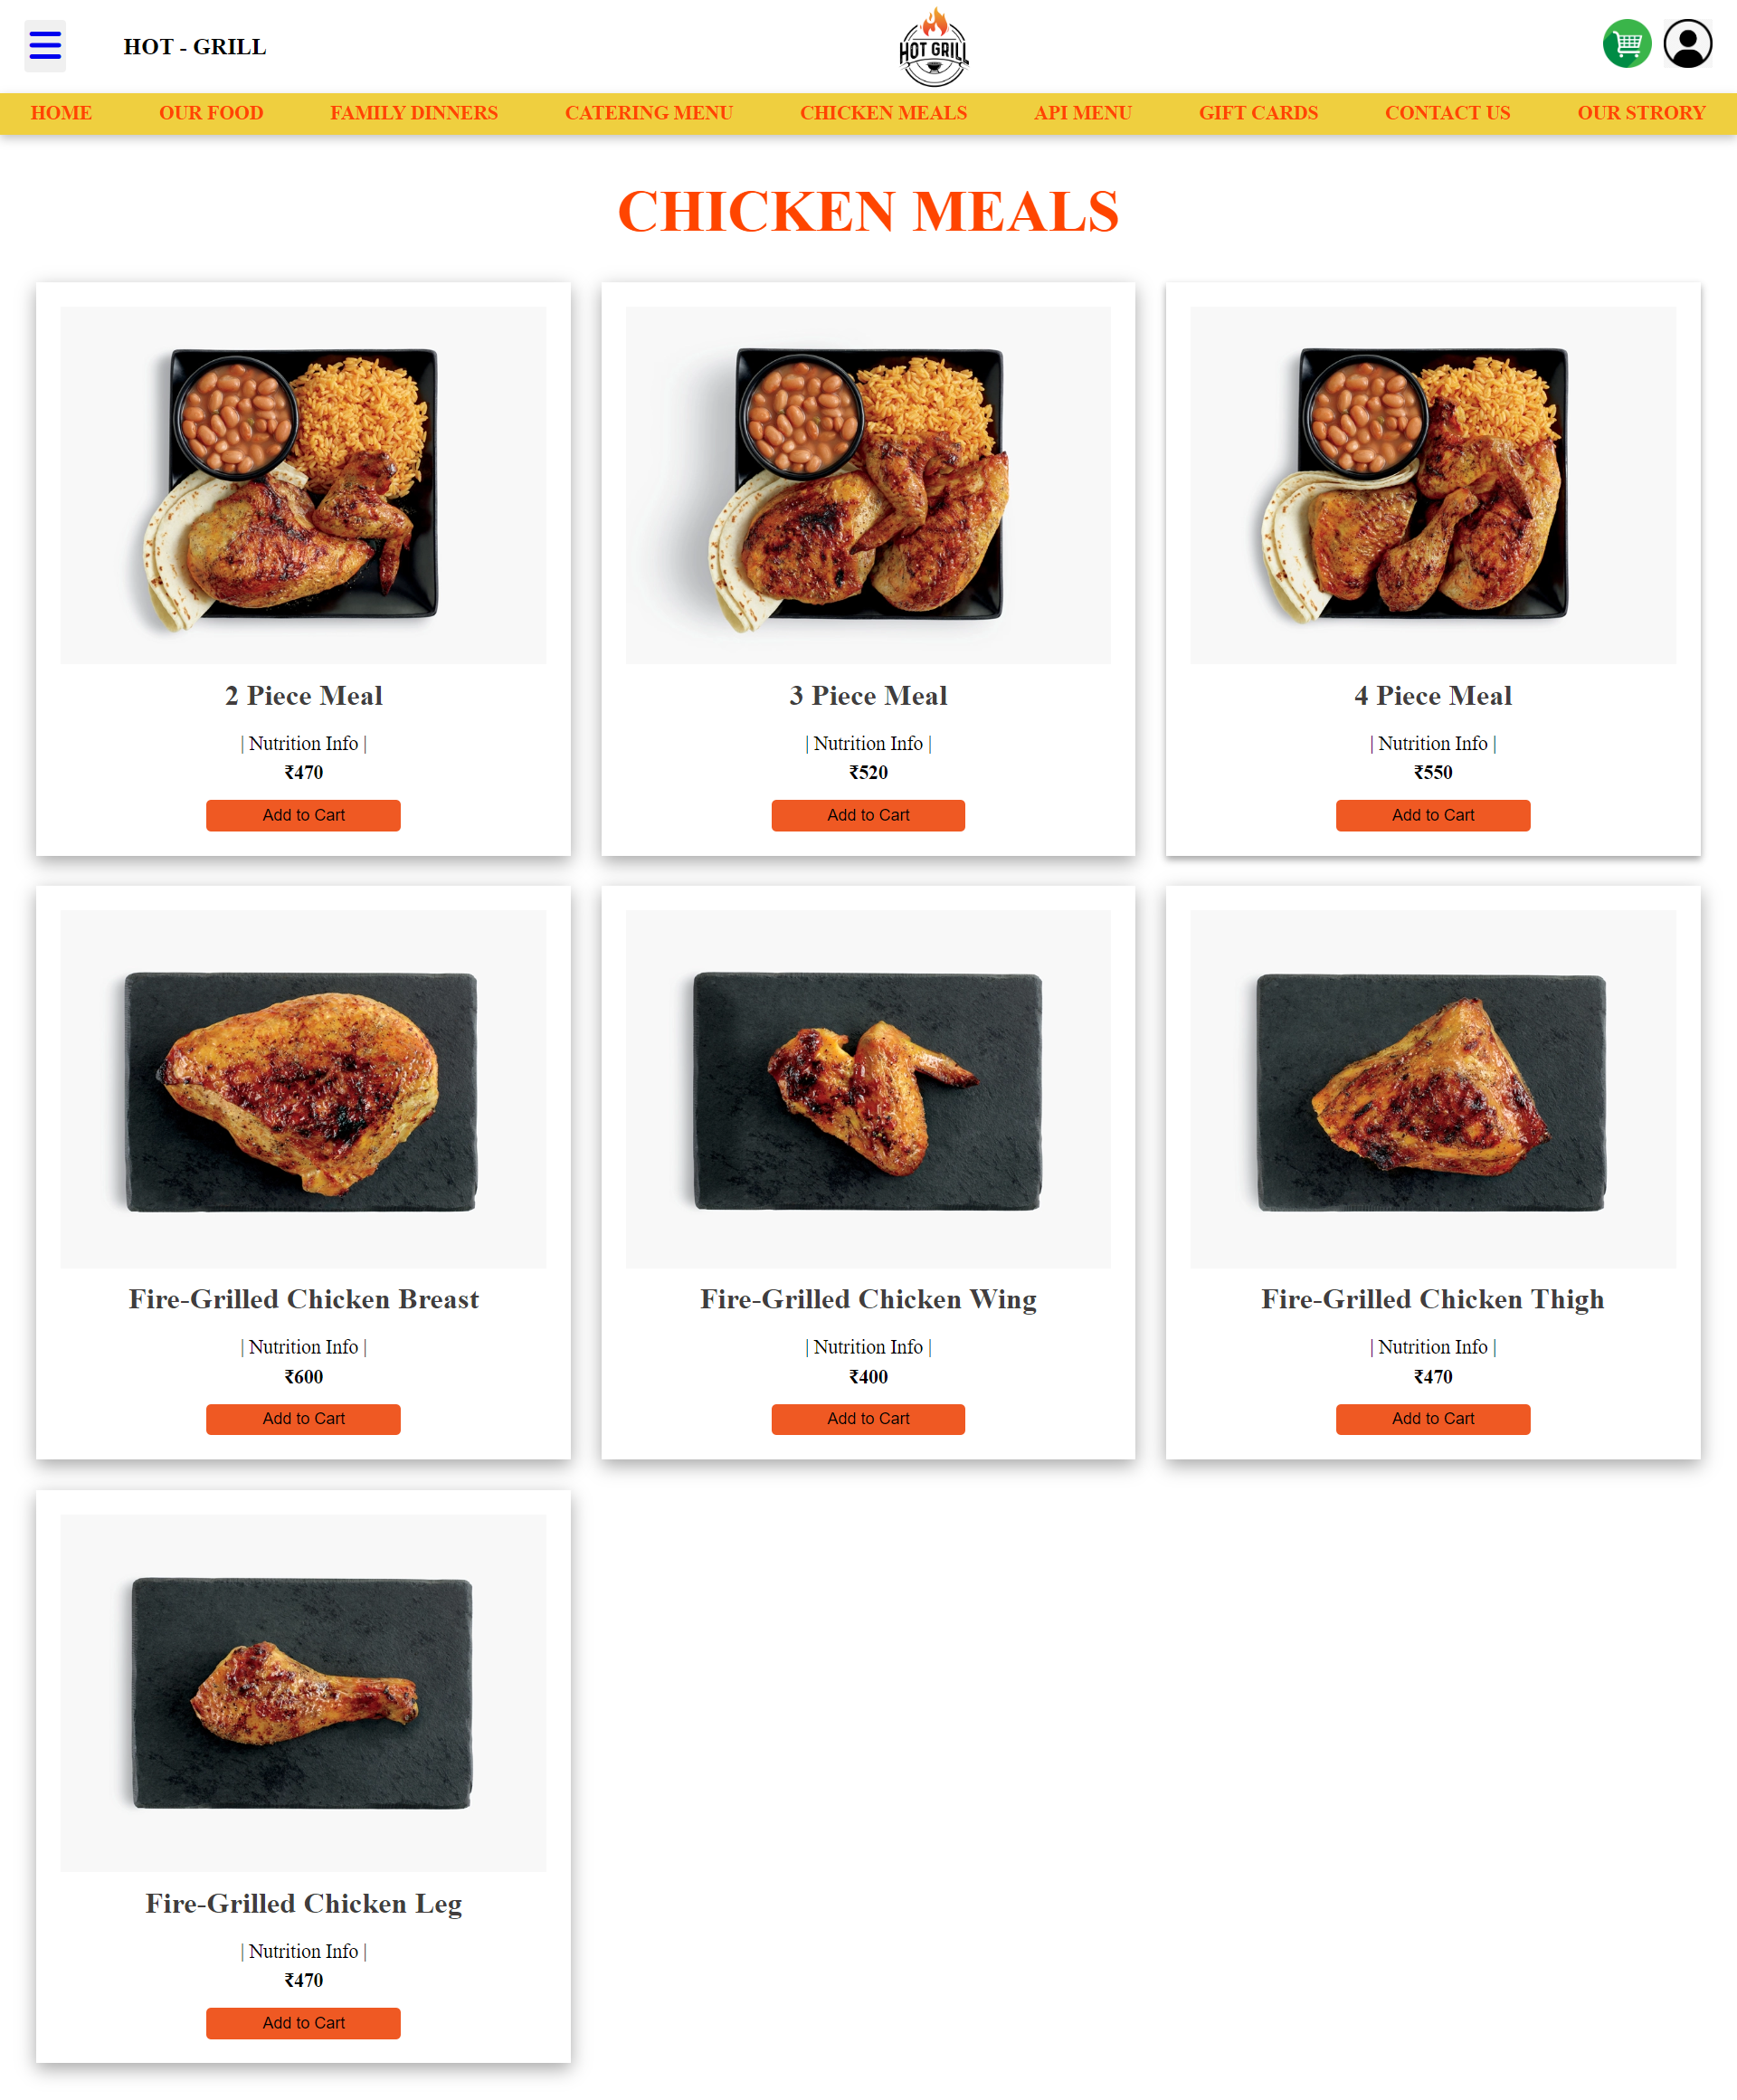 HOT - GRILL
HOT GRILL
HOME OUR FOOD FAMILY DINNERS CATERING MENU CHICKEN MEALS API MENU GIFT CARDS CONTACT US OUR STRORY
CHICKEN MEALS
2 Piece Meal
| Nutrition Info |
₹470
Add to Cart
3 Piece Meal
| Nutrition Info |
₹520
Add to Cart
4 Piece Meal
| Nutrition Info |
₹550
Add to Cart
Fire-Grilled Chicken Breast
| Nutrition Info |
₹600
Add to Cart
Fire-Grilled Chicken Wing
| Nutrition Info |
₹400
Add to Cart
Fire-Grilled Chicken Thigh
| Nutrition Info |
₹470
Add to Cart
Fire-Grilled Chicken Leg
| Nutrition Info |
₹470
Add to Cart